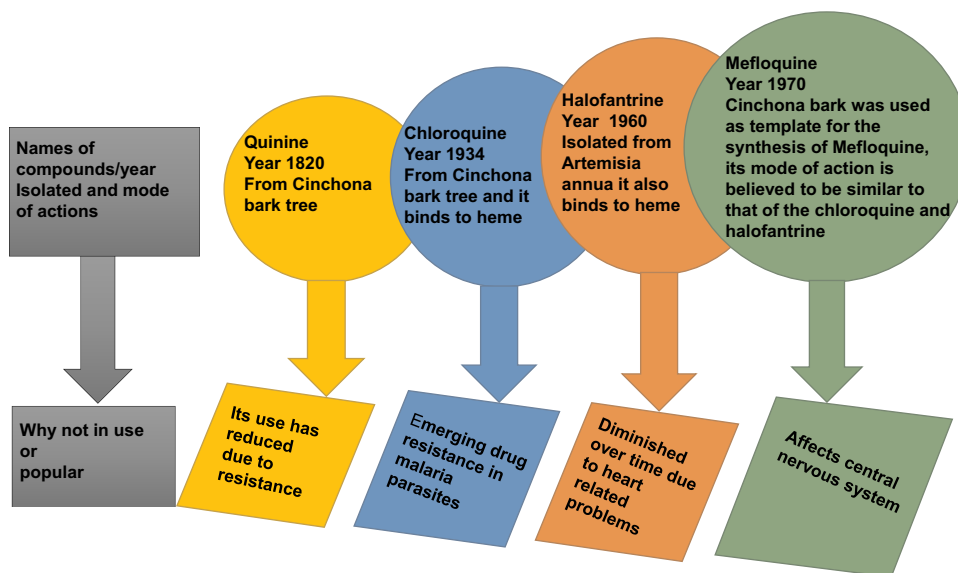 Names of
compounds/year
Isolated and mode
of actions
Quinine
Year 1820
From Cinchona
bark tree
Chloroquine
Year 1934
From Cinchona
bark tree and it
binds to heme
Halofantrine
Year 1960
Isolated from
Artemisia
annua it also
binds to heme
Mefloquine
Year 1970
Cinchona bark was used
as template for the
synthesis of Mefloquine,
its mode of action is
believed to be similar to
that of the chloroquine and
halofantrine
Why not in use
or
popular
Its use has
reduced
due to
resistance
Emerging drug
resistance in
malaria
parasites
Diminished
over time due
to heart
related
problems
Affects central
nervous system